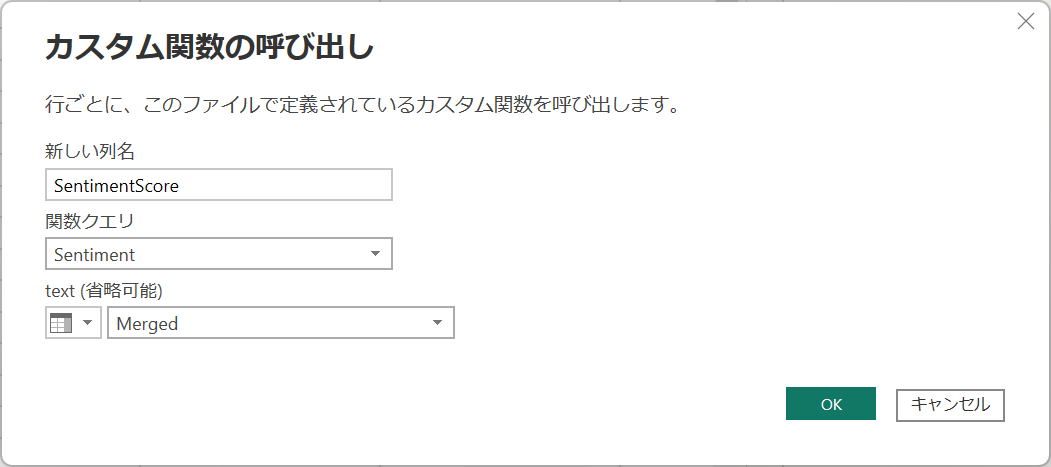 カスタム関数の呼び出し
行ごとに、このファイルで定義されているカスタム関数を呼び出します。
新しい列名
SentimentScore
関数クエリ
Sentiment
text (省略可能)
Merged
OK
キャンセル